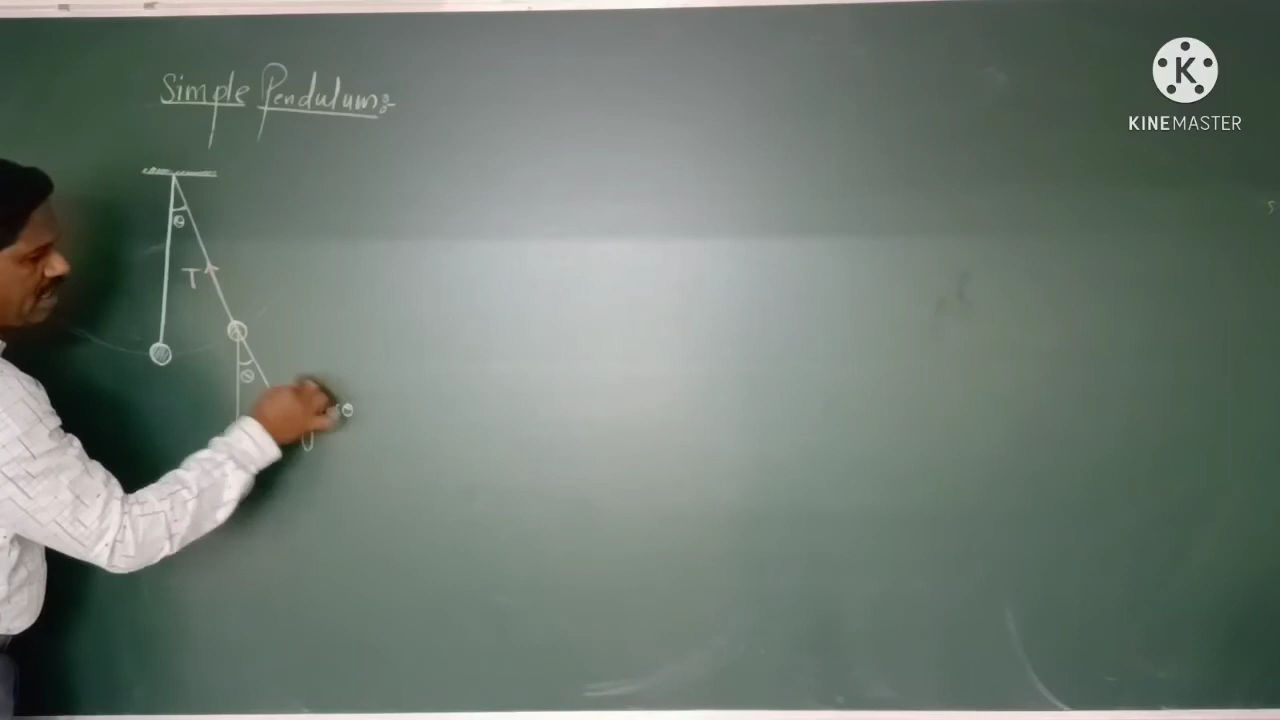 Simple Pendulum:-
K
KINEMASTER
θ
T
θ
θ